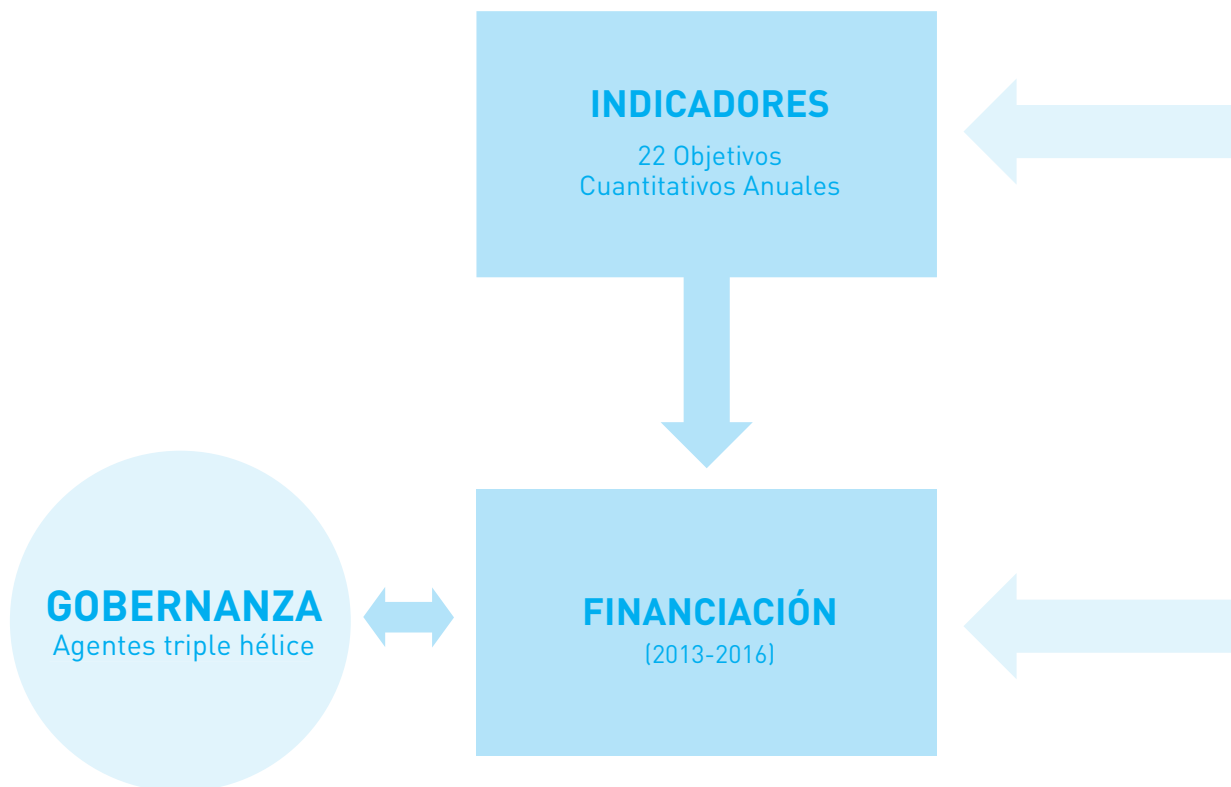 INDICADORES
22 Objetivos
Cuantitativos Anuales
GOBERNANZA
Agentes triple hélice
FINANCIACIÓN
(2013-2016)